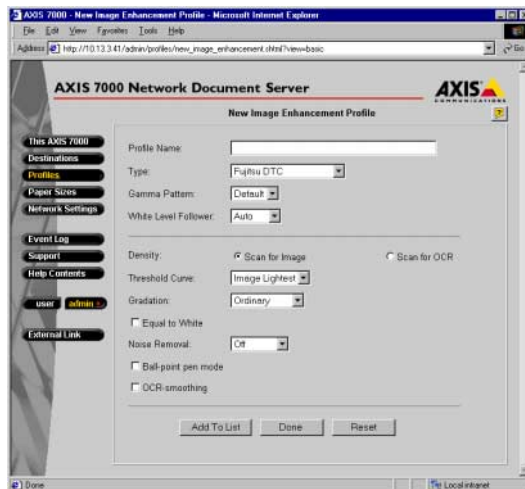 AXIS 7000 - New Image Enhancement Profile - Microsoft Internet Explorer
File Edit View Favorites Tools Help
Address http://10.13.3.41/admin/profiles/new_image_enhancement.shtml?view=basic Go
AXIS 7000 Network Document Server
AXIS
COMMUNICATIONS
New Image Enhancement Profile
?
This AXIS 7000
Destinations
Profiles
Paper Sizes
Network Settings
Event Log
Support
Help Contents
user admin
External Link
Profile Name:
Type: Fujitsu DTC
Gamma Pattern: Default
White Level Follower: Auto
Density: Scan for Image Scan for OCR
Threshold Curve: Image Lightest
Gradation: Ordinary
Equal to White
Noise Removal: Off
Ball-point pen mode
OCR-smoothing
Add To List Done Reset
Done Local intranet